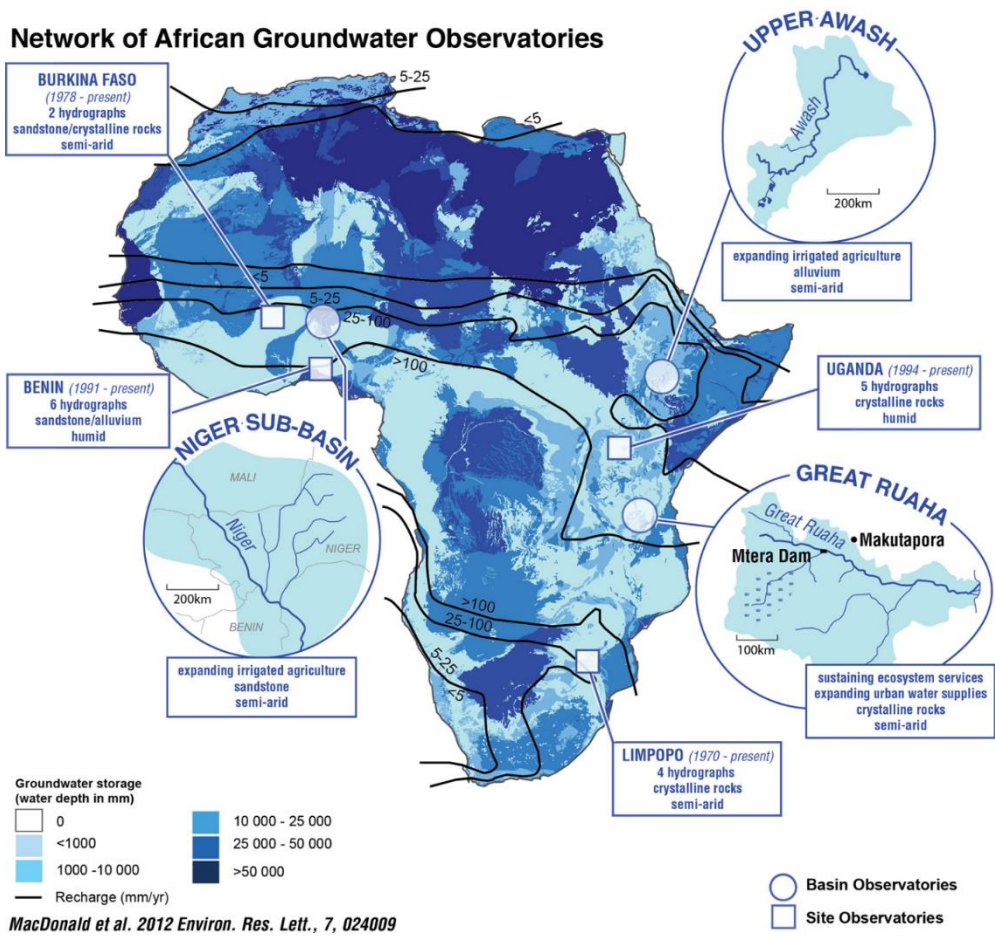 Network of African Groundwater Observatories
BURKINA FASO
(1978 - present)
2 hydrographs
sandstone/crystalline rocks
semi-arid
5-25
<5
UPPER AWASH
Awash
200km
expanding irrigated agriculture
alluvium
semi-arid
<5
5-25
25-100
>100
BENIN (1991 - present)
6 hydrographs
sandstone/alluvium
humid
UGANDA (1994 - present)
5 hydrographs
crystalline rocks
humid
NIGER SUB-BASIN
MALI
Niger
NIGER
200km
BENIN
expanding irrigated agriculture
sandstone
semi-arid
GREAT RUAHA
Great Ruaha
Makutapora
Mtera Dam
100km
sustaining ecosystem services
expanding urban water supplies
crystalline rocks
semi-arid
>100
25-100
5-25
<5
LIMPOPO (1970 - present)
4 hydrographs
crystalline rocks
semi-arid
Groundwater storage
(water depth in mm)
0
<1000
1000 -10 000
10 000 - 25 000
25 000 - 50 000
>50 000
Recharge (mm/yr)
Basin Observatories
Site Observatories
MacDonald et al. 2012 Environ. Res. Lett., 7, 024009